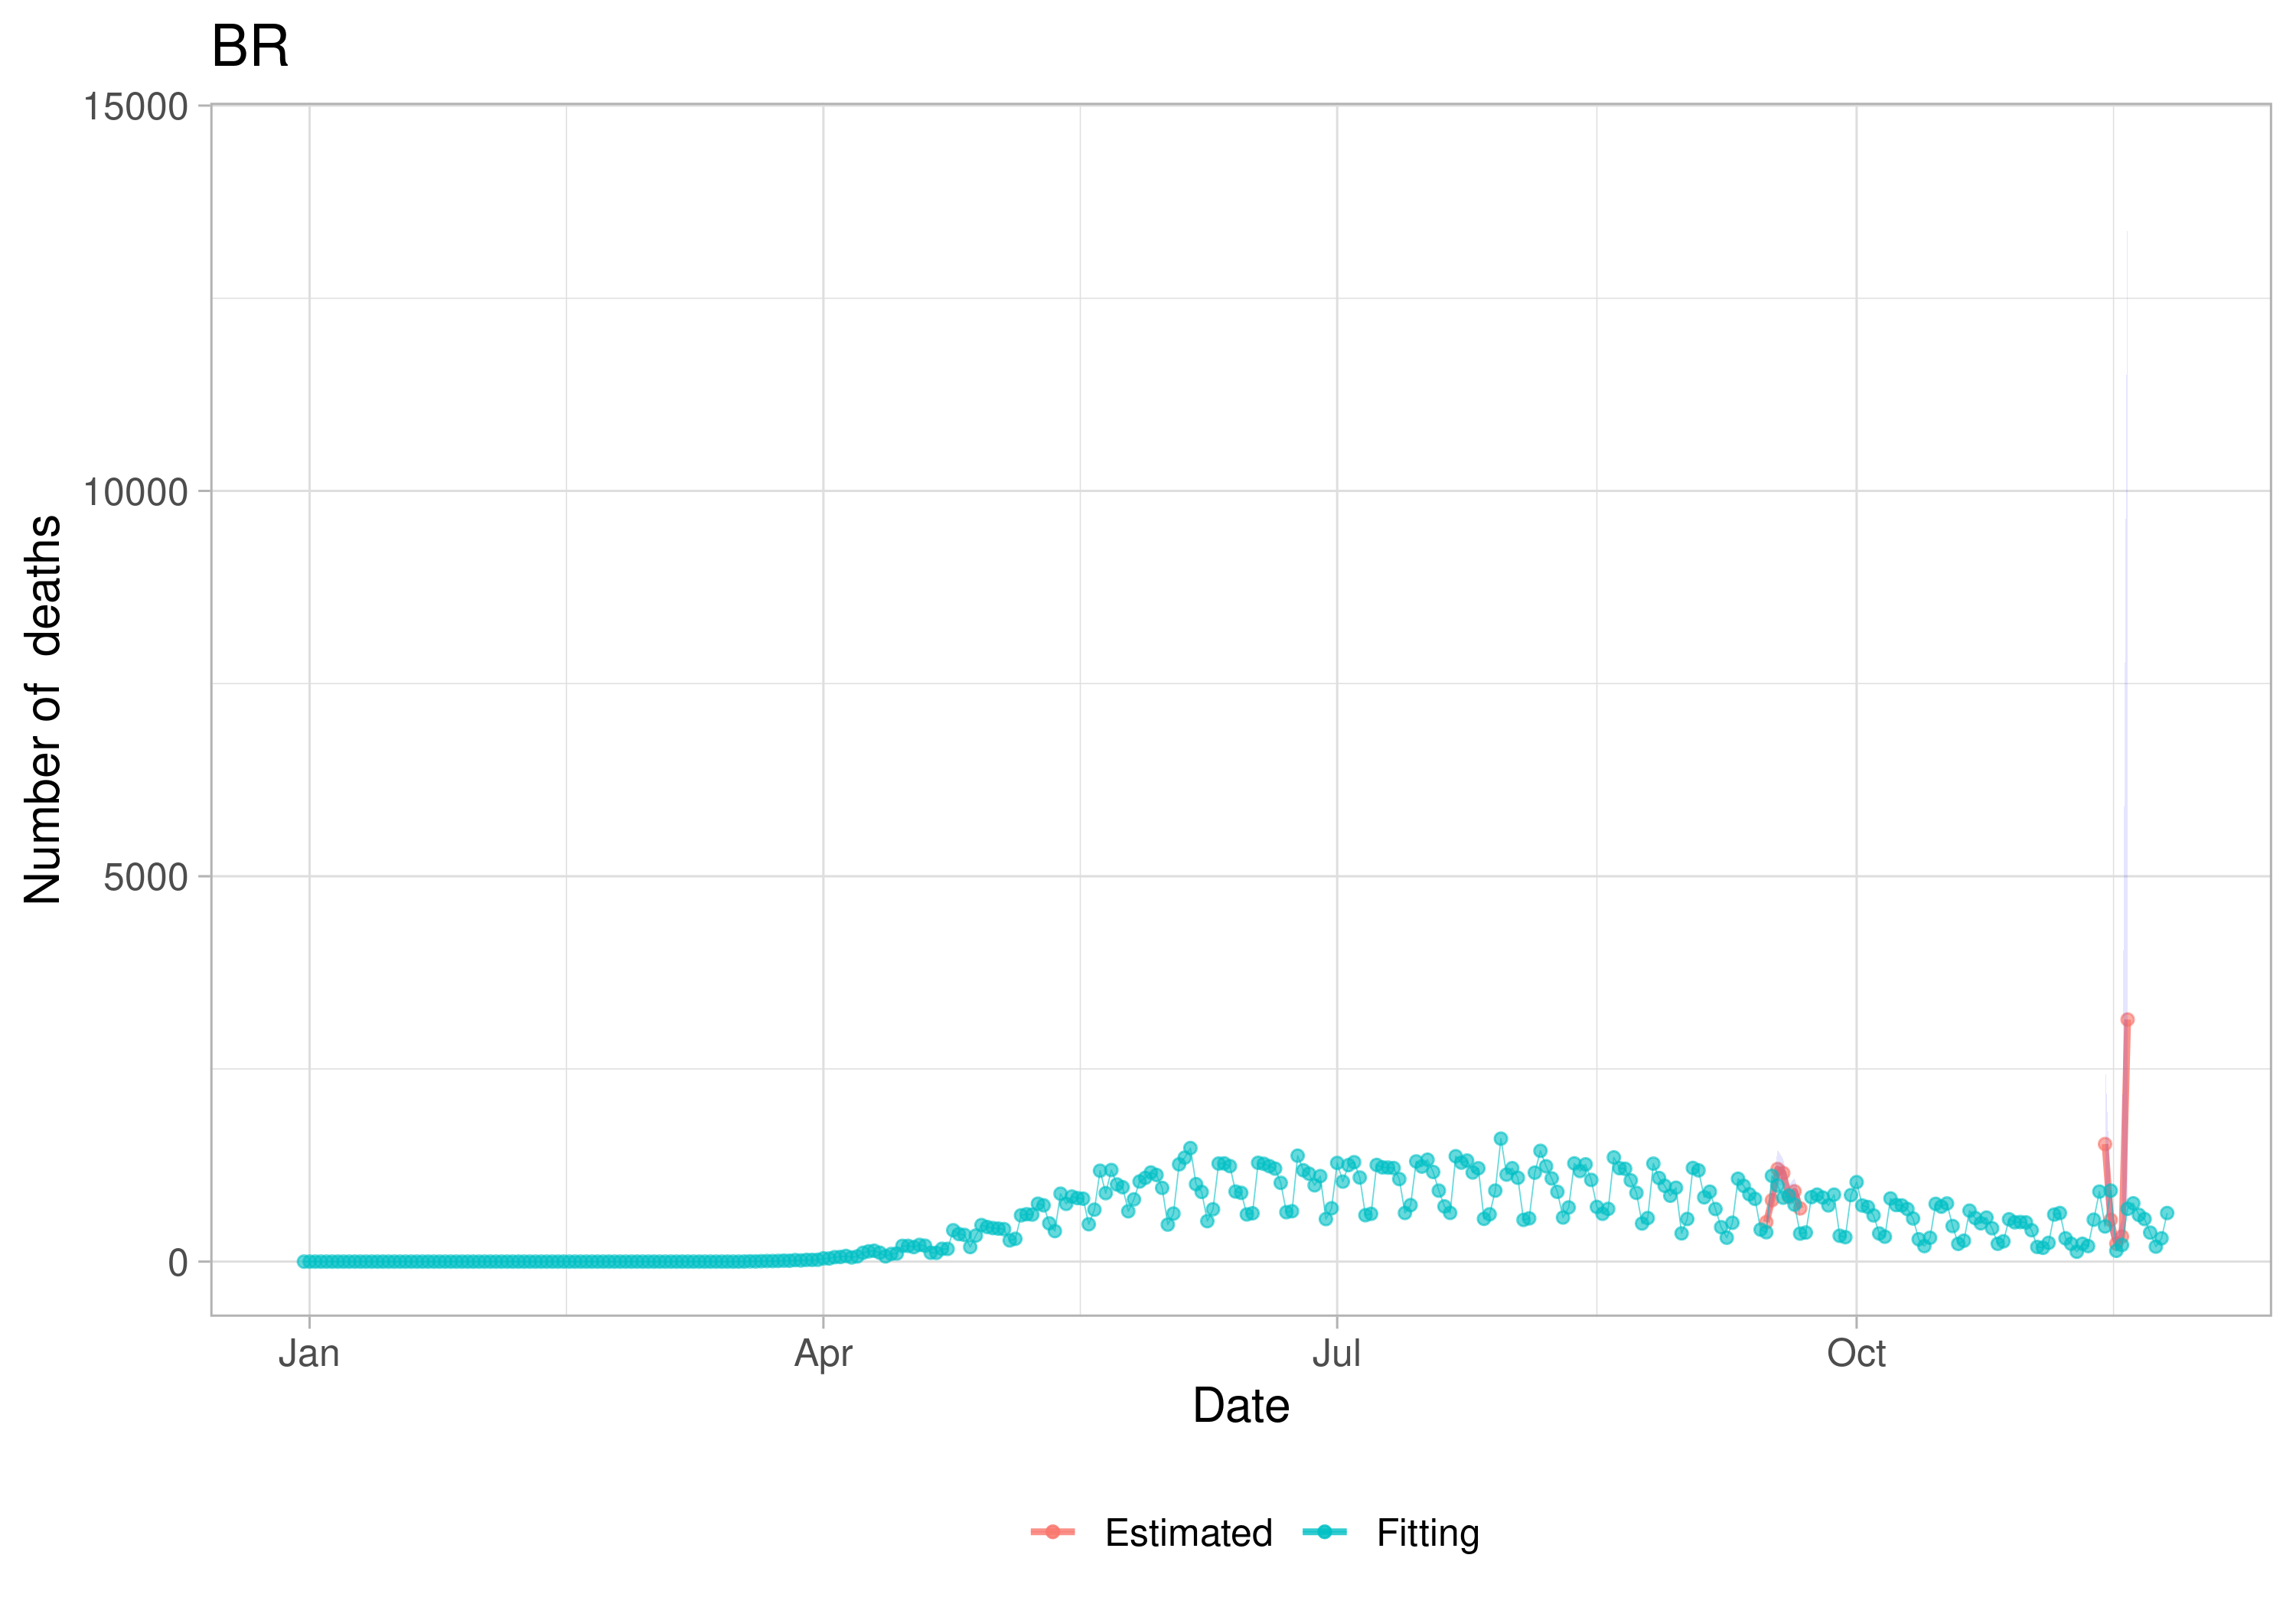 BR
15000
10000
5000
0
Number of  deaths
Jan Apr Jul Oct
Date
Estimated Fitting